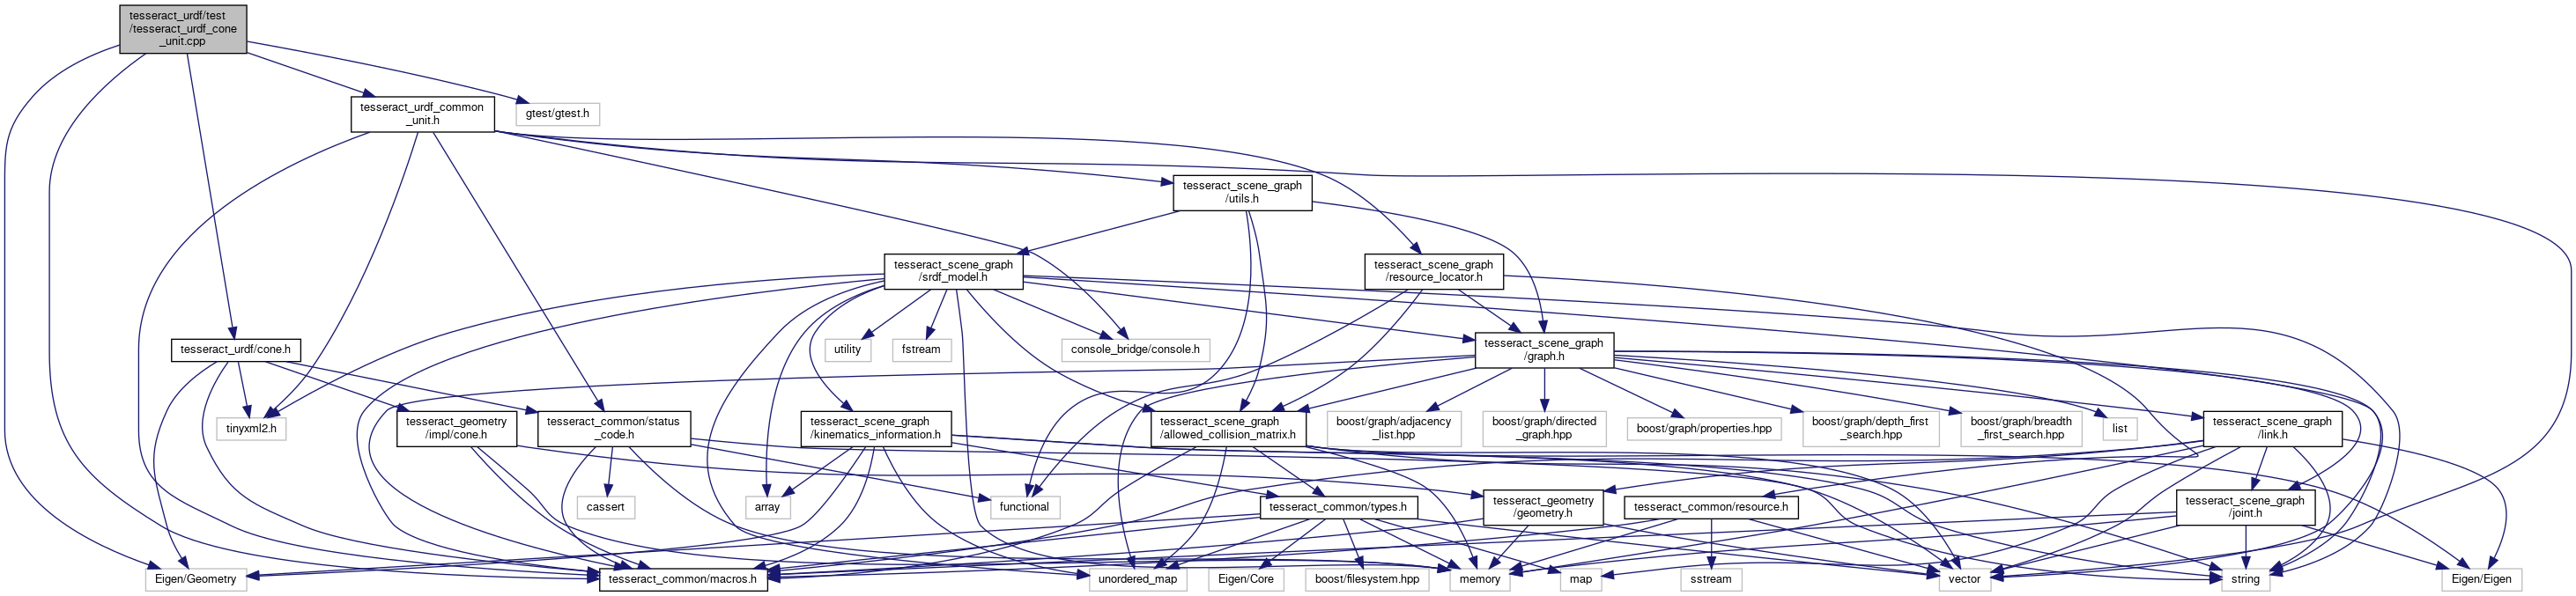 tesseract_urdf/test
/tesseract_urdf_cone
_unit.cpp
tesseract_urdf_common
_unit.h
gtest/gtest.h
tesseract_scene_graph
/utils.h
tesseract_scene_graph
/srdf_model.h
tesseract_scene_graph
/resource_locator.h
tesseract_urdf/cone.h
utility
fstream
console_bridge/console.h
tesseract_scene_graph
/graph.h
tinyxml2.h
tesseract_geometry
/impl/cone.h
tesseract_common/status
_code.h
tesseract_scene_graph
/kinematics_information.h
tesseract_scene_graph
/allowed_collision_matrix.h
boost/graph/adjacency
_list.hpp
boost/graph/directed
_graph.hpp
boost/graph/properties.hpp
boost/graph/depth_first
_search.hpp
boost/graph/breadth
_first_search.hpp
list
tesseract_scene_graph
/link.h
cassert
array
functional
tesseract_common/types.h
tesseract_geometry
/geometry.h
tesseract_common/resource.h
tesseract_scene_graph
/joint.h
Eigen/Geometry
tesseract_common/macros.h
unordered_map
Eigen/Core
boost/filesystem.hpp
memory
map
sstream
vector
string
Eigen/Eigen